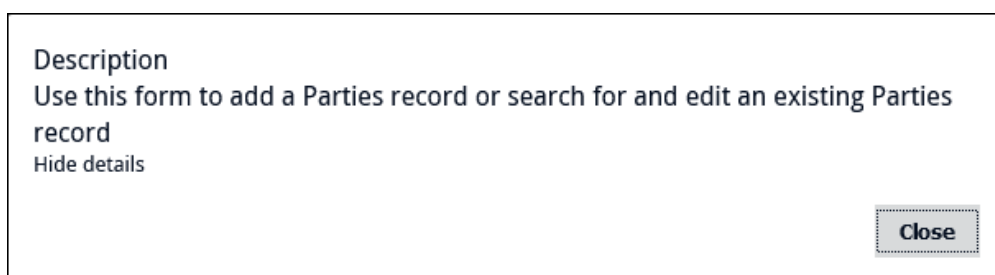 Description
Use this form to add a Parties record or search for and edit an existing Parties
record
Hide details
Close